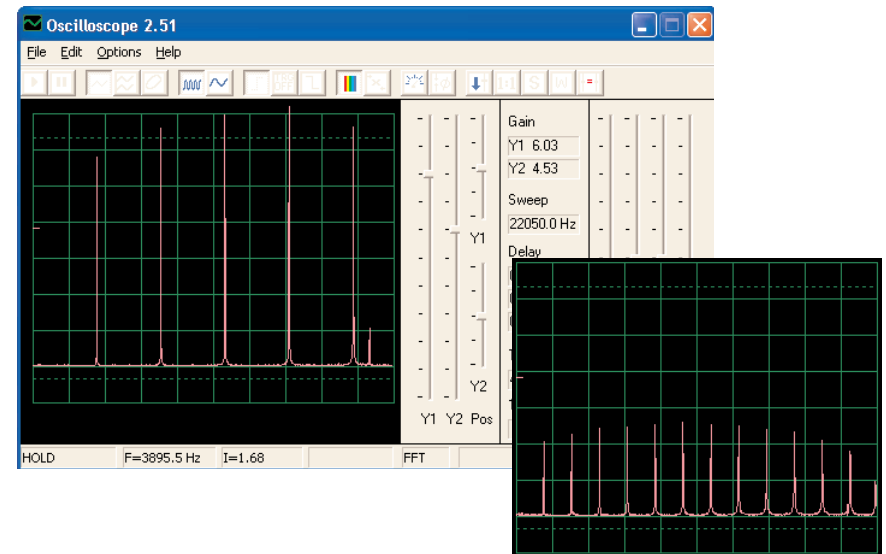 Oscilloscope 2.51
File Edit Options Help
Gain
Y1 6.03
Y2 4.53
Sweep
22050.0 Hz
Delay
Y1
Y2
Y1 Y2 Pos
HOLD F=3895.5 Hz I=1.68 FFT